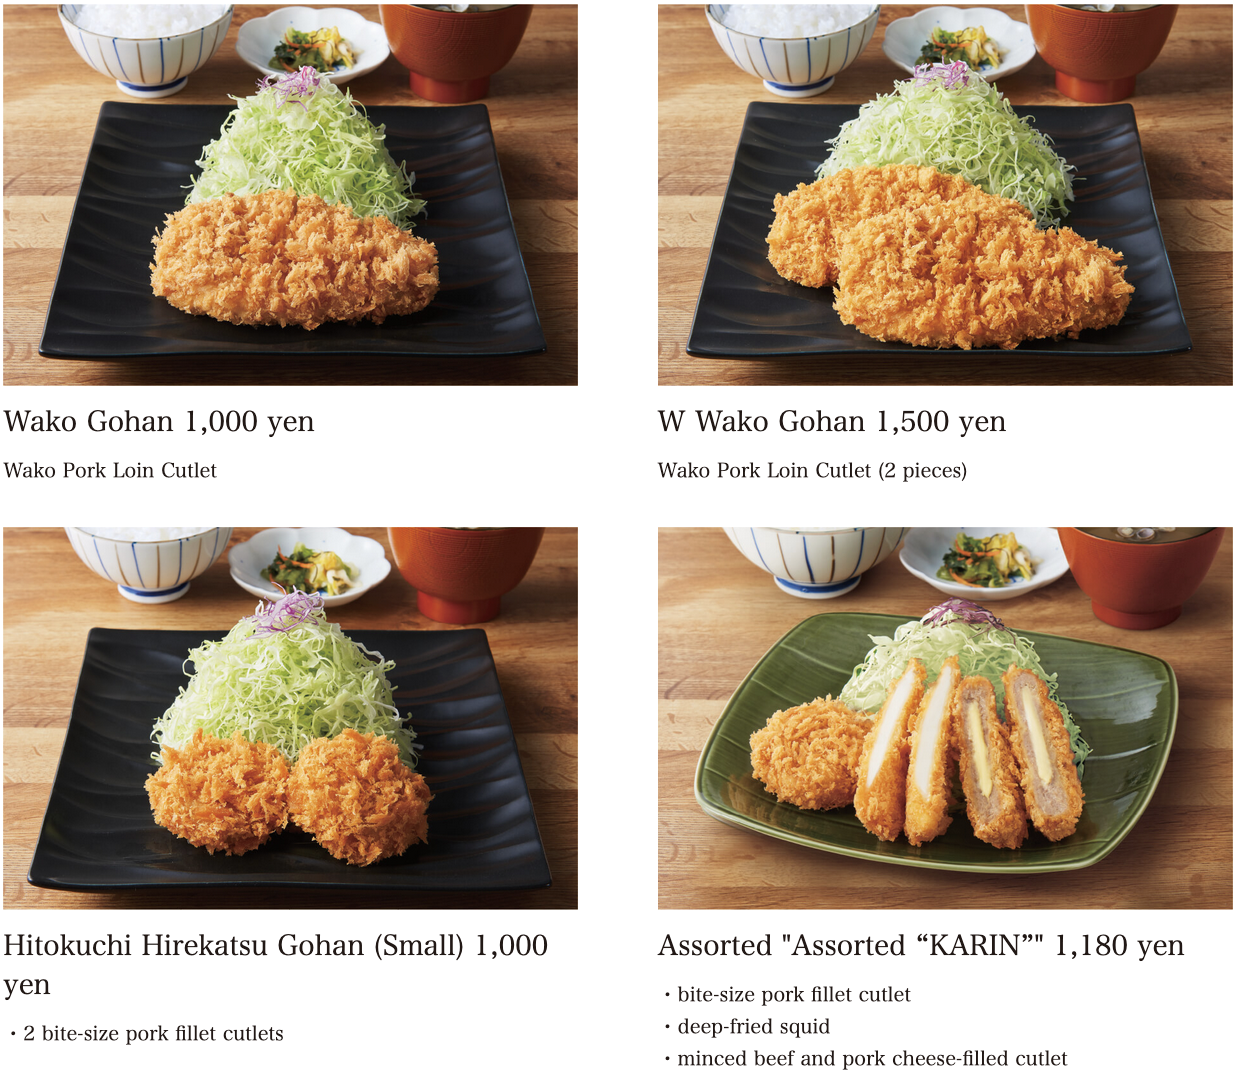 Wako Gohan 1,000 yen
Wako Pork Loin Cutlet
W Wako Gohan 1,500 yen
Wako Pork Loin Cutlet (2 pieces)
Hitokuchi Hirekatsu Gohan (Small) 1,000
yen
・2 bite-size pork fillet cutlets
Assorted "Assorted “KARIN”" 1,180 yen
・bite-size pork fillet cutlet
・deep-fried squid
・minced beef and pork cheese-filled cutlet